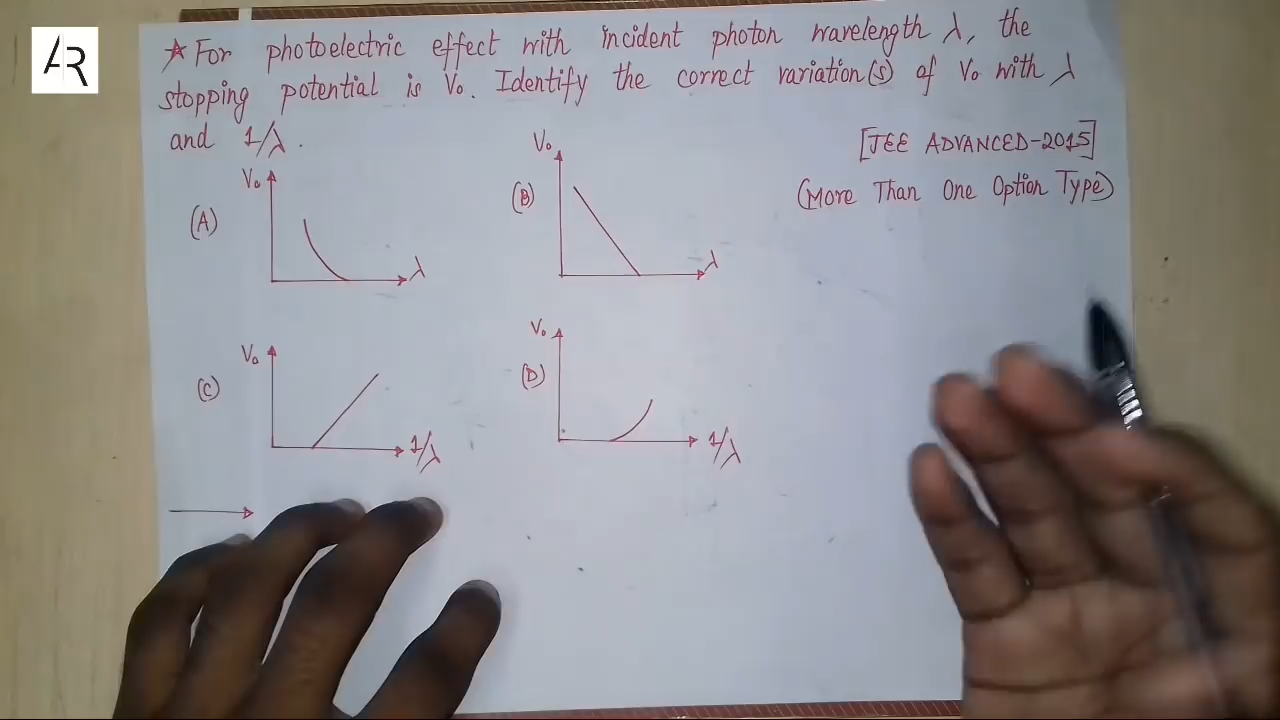 AR
★ For photoelectric effect with incident photon wavelength λ, the
stopping potential is V₀. Identify the correct variation(s) of V₀ with λ
and 1/λ.
[JEE ADVANCED-2015]
(More Than One Option Type)
(A)
V₀
λ
(B)
V₀
λ
(C)
V₀
1/λ
(D)
V₀
1/λ